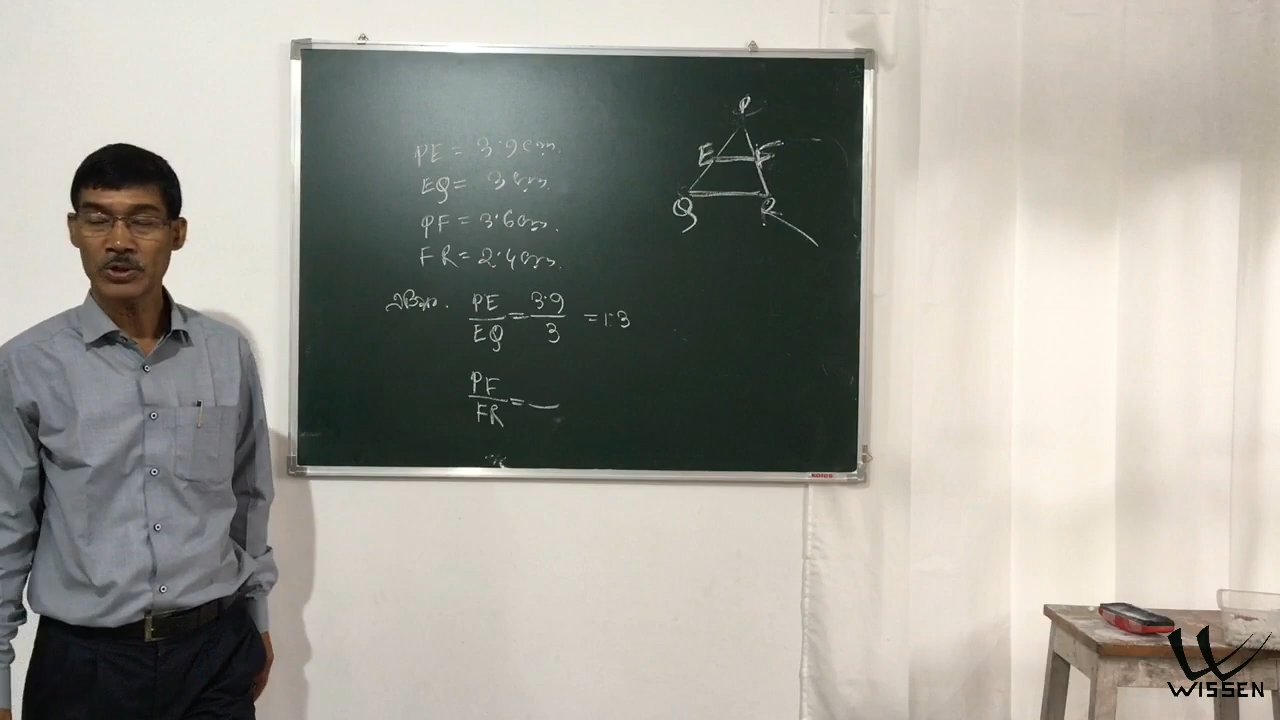 PE = 3.9 cm.
EQ = 3 cm.
PF = 3.6 cm.
FR = 2.4 cm.
PE/EQ = 3.9/3 = 1.3
PF/FR = —
P
E F
Q R
kores
WISSEN